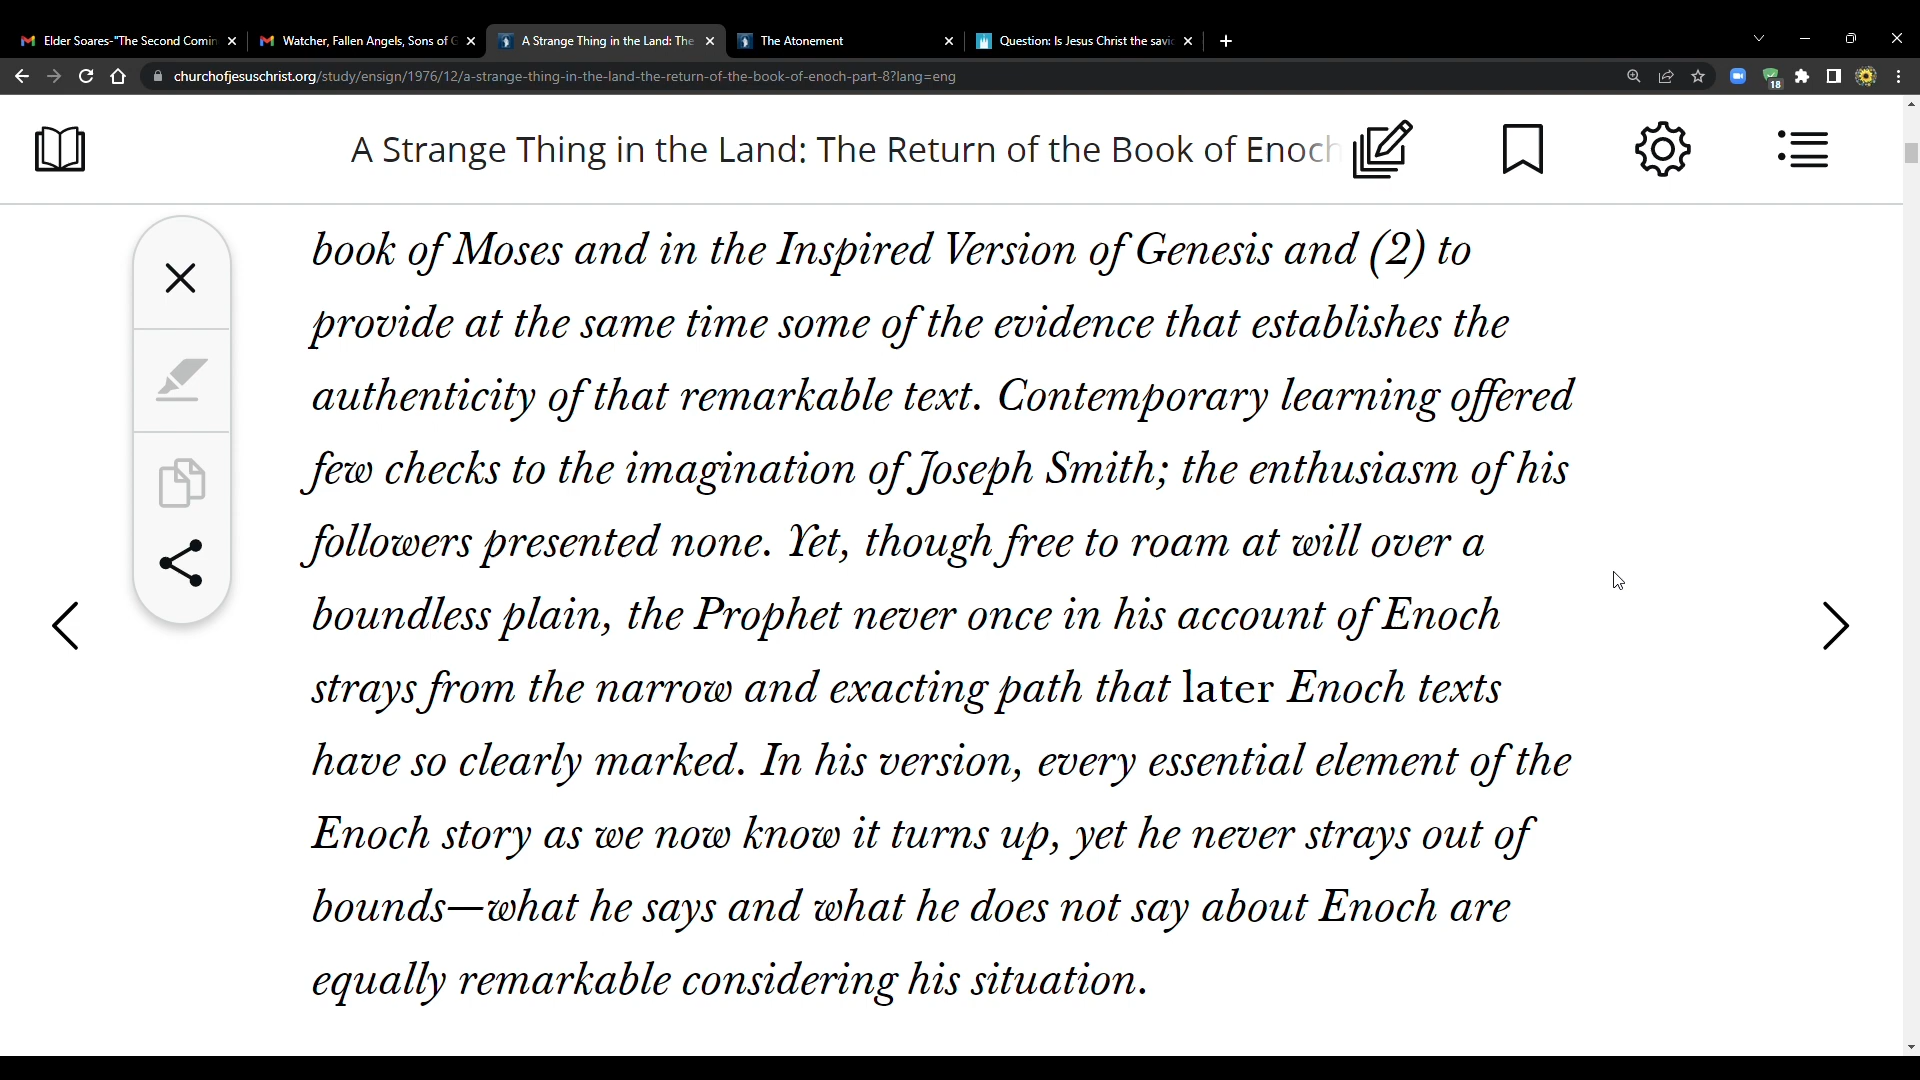 Elder Soares-"The Second Comin
Watcher, Fallen Angels, Sons of G
A Strange Thing in the Land: The
The Atonement
Question: Is Jesus Christ the savio
churchofjesuschrist.org/study/ensign/1976/12/a-strange-thing-in-the-land-the-return-of-the-book-of-enoch-part-8?lang=eng
18
A Strange Thing in the Land: The Return of the Book of Enoch
book of Moses and in the Inspired Version of Genesis and (2) to
provide at the same time some of the evidence that establishes the
authenticity of that remarkable text. Contemporary learning offered
few checks to the imagination of Joseph Smith; the enthusiasm of his
followers presented none. Yet, though free to roam at will over a
boundless plain, the Prophet never once in his account of Enoch
strays from the narrow and exacting path that later Enoch texts
have so clearly marked. In his version, every essential element of the
Enoch story as we now know it turns up, yet he never strays out of
bounds—what he says and what he does not say about Enoch are
equally remarkable considering his situation.